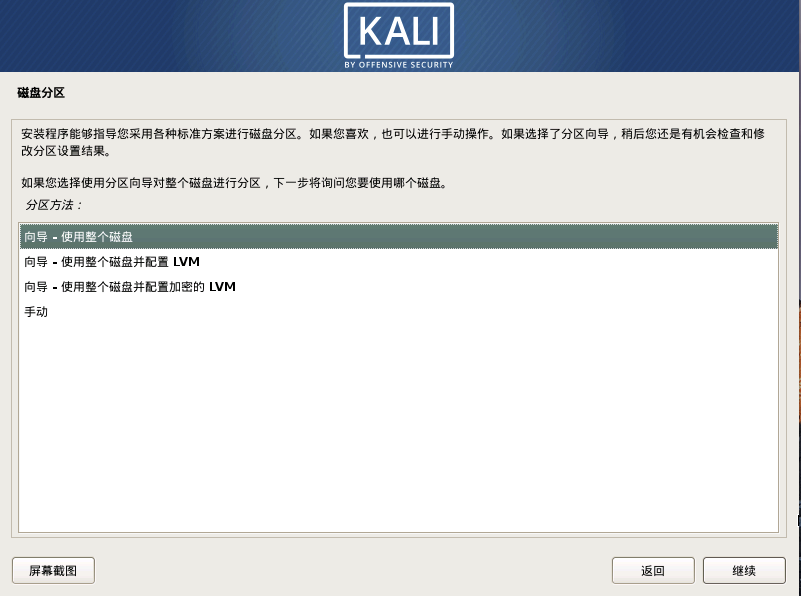 KALI
BY OFFENSIVE SECURITY
磁盘分区
安装程序能够指导您采用各种标准方案进行磁盘分区。如果您喜欢，也可以进行手动操作。如果选择了分区向导，稍后您还是有机会检查和修
改分区设置结果。
如果您选择使用分区向导对整个磁盘进行分区，下一步将询问您要使用哪个磁盘。
分区方法：
向导 - 使用整个磁盘
向导 - 使用整个磁盘并配置 LVM
向导 - 使用整个磁盘并配置加密的 LVM
手动
屏幕截图
返回
继续